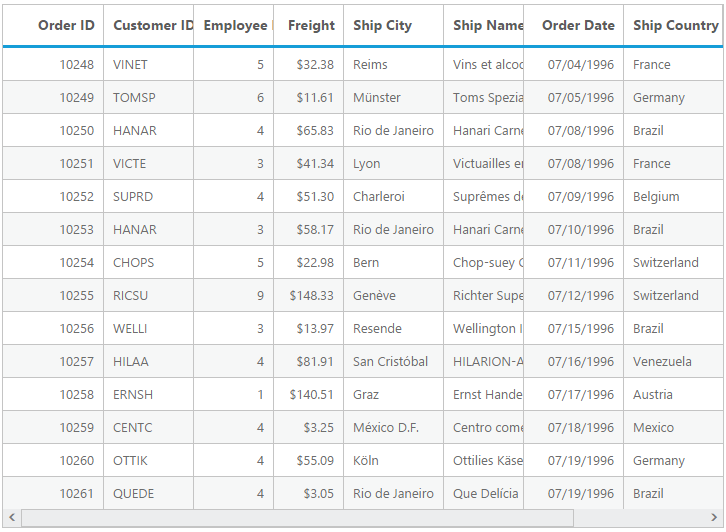 Order ID Customer ID Employee Freight Ship City Ship Name Order Date Ship Country
10248 VINET 5 $32.38 Reims Vins et alcoo 07/04/1996 France
10249 TOMSP 6 $11.61 Münster Toms Spezia 07/05/1996 Germany
10250 HANAR 4 $65.83 Rio de Janeiro Hanari Carne 07/08/1996 Brazil
10251 VICTE 3 $41.34 Lyon Victuailles en 07/08/1996 France
10252 SUPRD 4 $51.30 Charleroi Suprêmes dé 07/09/1996 Belgium
10253 HANAR 3 $58.17 Rio de Janeiro Hanari Carne 07/10/1996 Brazil
10254 CHOPS 5 $22.98 Bern Chop-suey C 07/11/1996 Switzerland
10255 RICSU 9 $148.33 Genève Richter Supe 07/12/1996 Switzerland
10256 WELLI 3 $13.97 Resende Wellington I 07/15/1996 Brazil
10257 HILAA 4 $81.91 San Cristóbal HILARION-A 07/16/1996 Venezuela
10258 ERNSH 1 $140.51 Graz Ernst Hande 07/17/1996 Austria
10259 CENTC 4 $3.25 México D.F. Centro come 07/18/1996 Mexico
10260 OTTIK 4 $55.09 Köln Ottilies Käse 07/19/1996 Germany
10261 QUEDE 4 $3.05 Rio de Janeiro Que Delícia 07/19/1996 Brazil